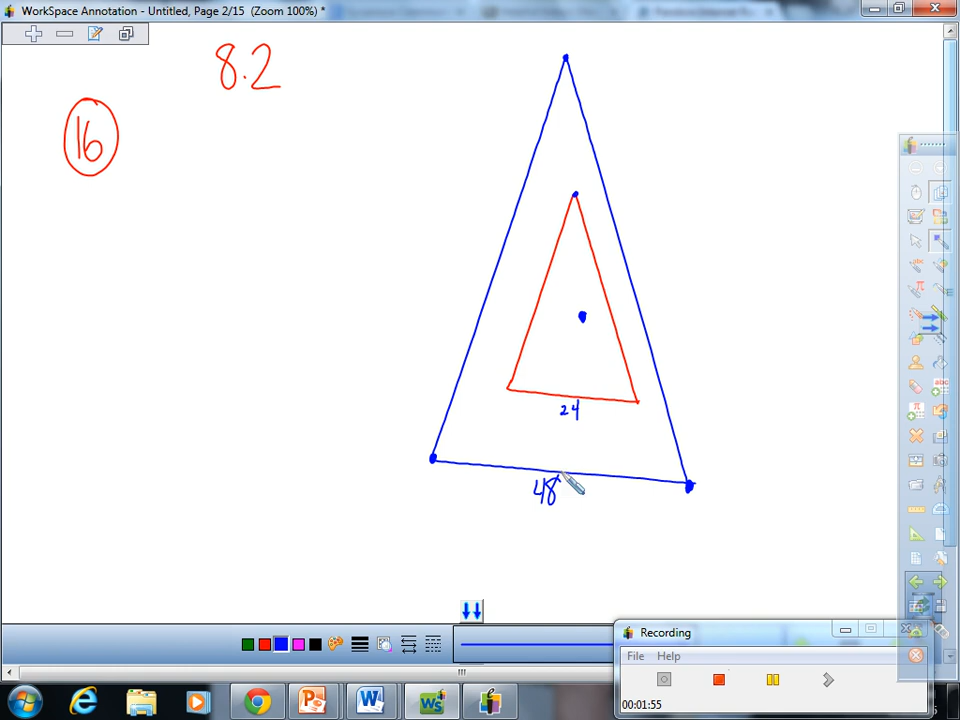 WorkSpace Annotation - Untitled, Page 2/15 (Zoom 100%) *
8.2
16
24
48
Recording
File Help
00:01:55